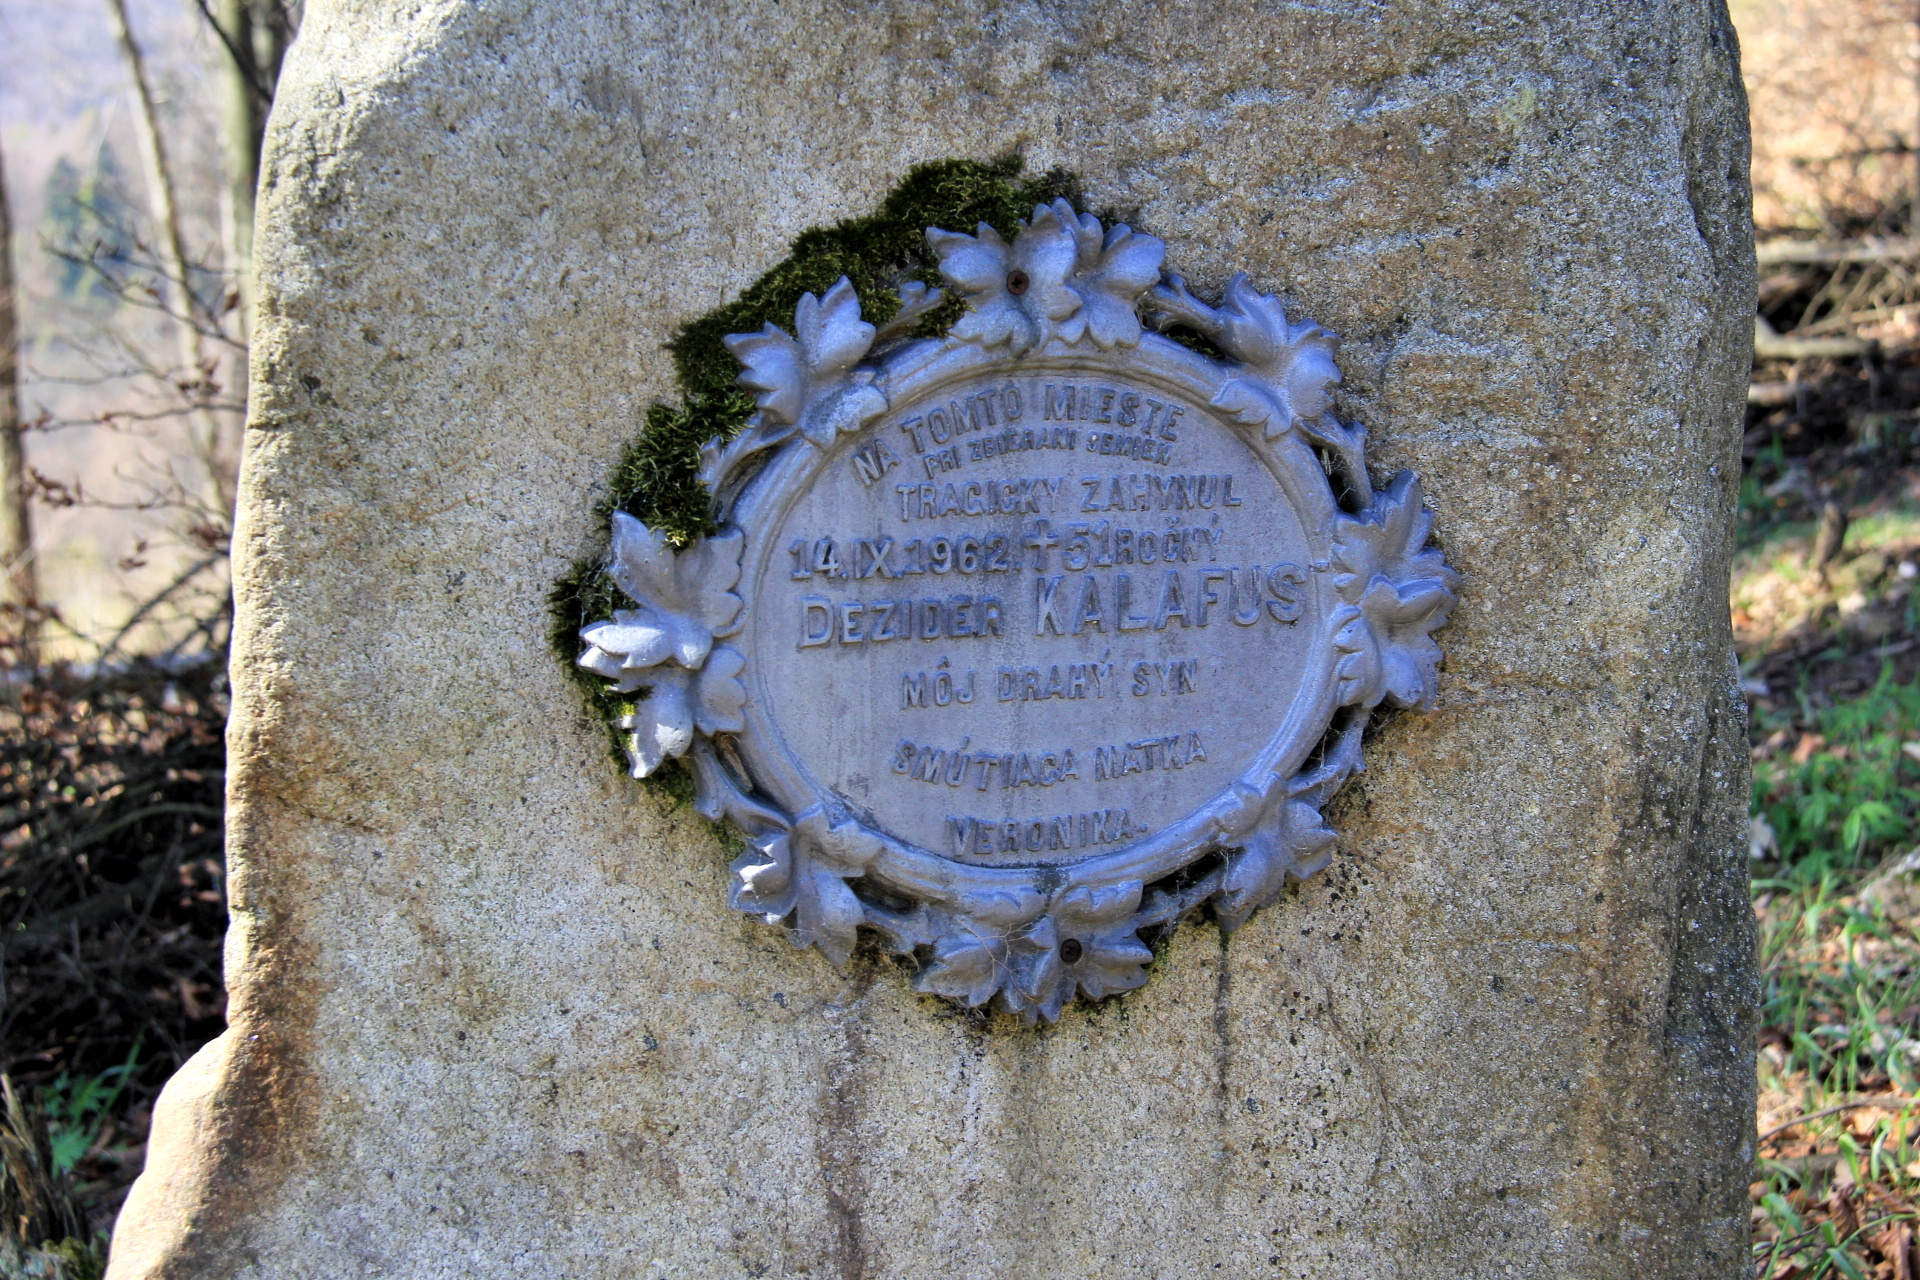 NA TOMTO MIESTE
PRI ZBIERANI SEMIEN
TRAGICKY ZAHYNUL
14.IX.1962. ✝ 51 ROČNÝ
DEZIDER KALAFUS
MÔJ DRAHÝ SYN
SMÚTIACA MATKA
VERONIKA.